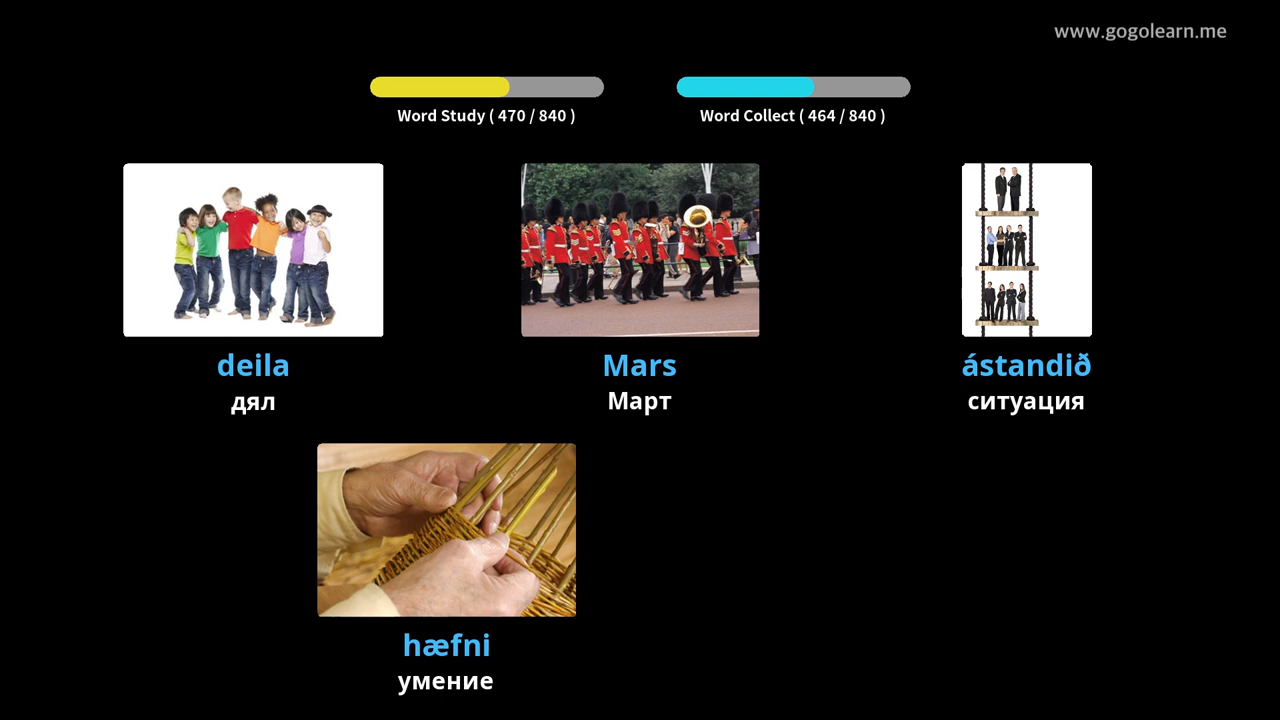 www.gogolearn.me
Word Study ( 470 / 840 )
Word Collect ( 464 / 840 )
deila
дял
Mars
Март
ástandið
ситуация
hæfni
умение